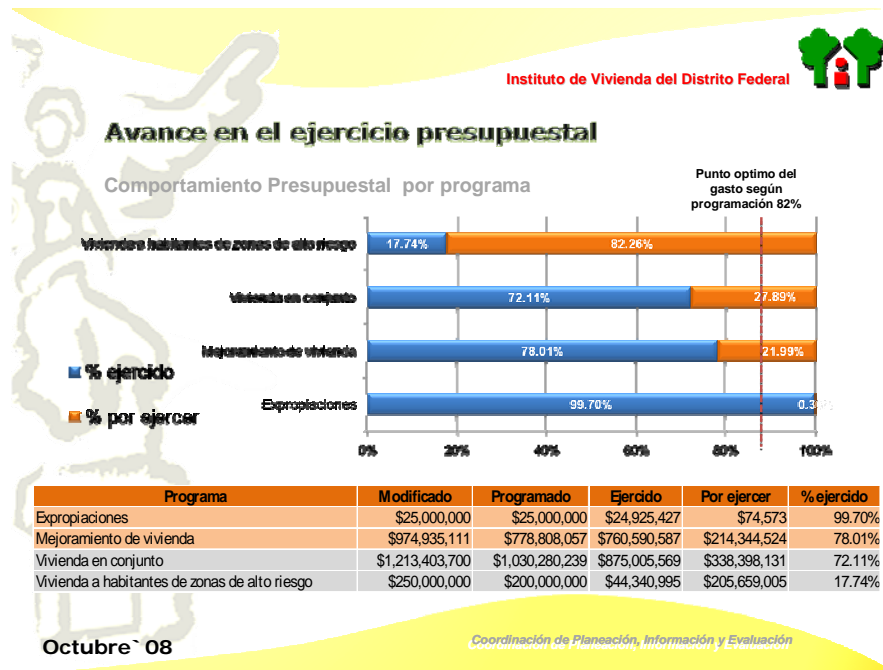 Instituto de Vivienda del Distrito Federal
Avance en el ejercicio presupuestal
Comportamiento Presupuestal por programa
Punto optimo del
gasto según
programación 82%
Vivienda a habitantes de zonas de alto riesgo
17.74%
82.26%
Vivienda en conjunto
72.11%
27.89%
Mejoramiento de vivienda
78.01%
21.99%
% ejercido
Expropiaciones
99.70%
0.3
% por ejercer
0%
20%
40%
60%
80%
100%
Programa Modificado Programado Ejercido Por ejercer % ejercido
Expropiaciones $25,000,000 $25,000,000 $24,925,427 $74,573 99.70%
Mejoramiento de vivienda $974,935,111 $778,808,057 $760,590,587 $214,344,524 78.01%
Vivienda en conjunto $1,213,403,700 $1,030,280,239 $875,005,569 $338,398,131 72.11%
Vivienda a habitantes de zonas de alto riesgo $250,000,000 $200,000,000 $44,340,995 $205,659,005 17.74%
Octubre` 08
Coordinación de Planeación, Información y Evaluación